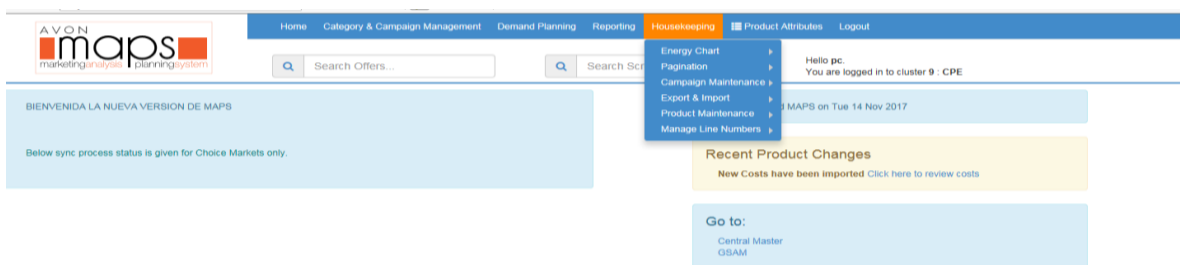 AVON
maps
marketinganalysis planningsystem
Home Category & Campaign Management Demand Planning Reporting Housekeeping Product Attributes Logout
Search Offers...
Search Scr
Hello pc.
You are logged in to cluster 9 : CPE
Energy Chart
Pagination
Campaign Maintenance
Export & Import
Product Maintenance
Manage Line Numbers
BIENVENIDA LA NUEVA VERSION DE MAPS
Below sync process status is given for Choice Markets only.
MAPS on Tue 14 Nov 2017
Recent Product Changes
New Costs have been imported Click here to review costs
Go to:
Central Master
GSAM